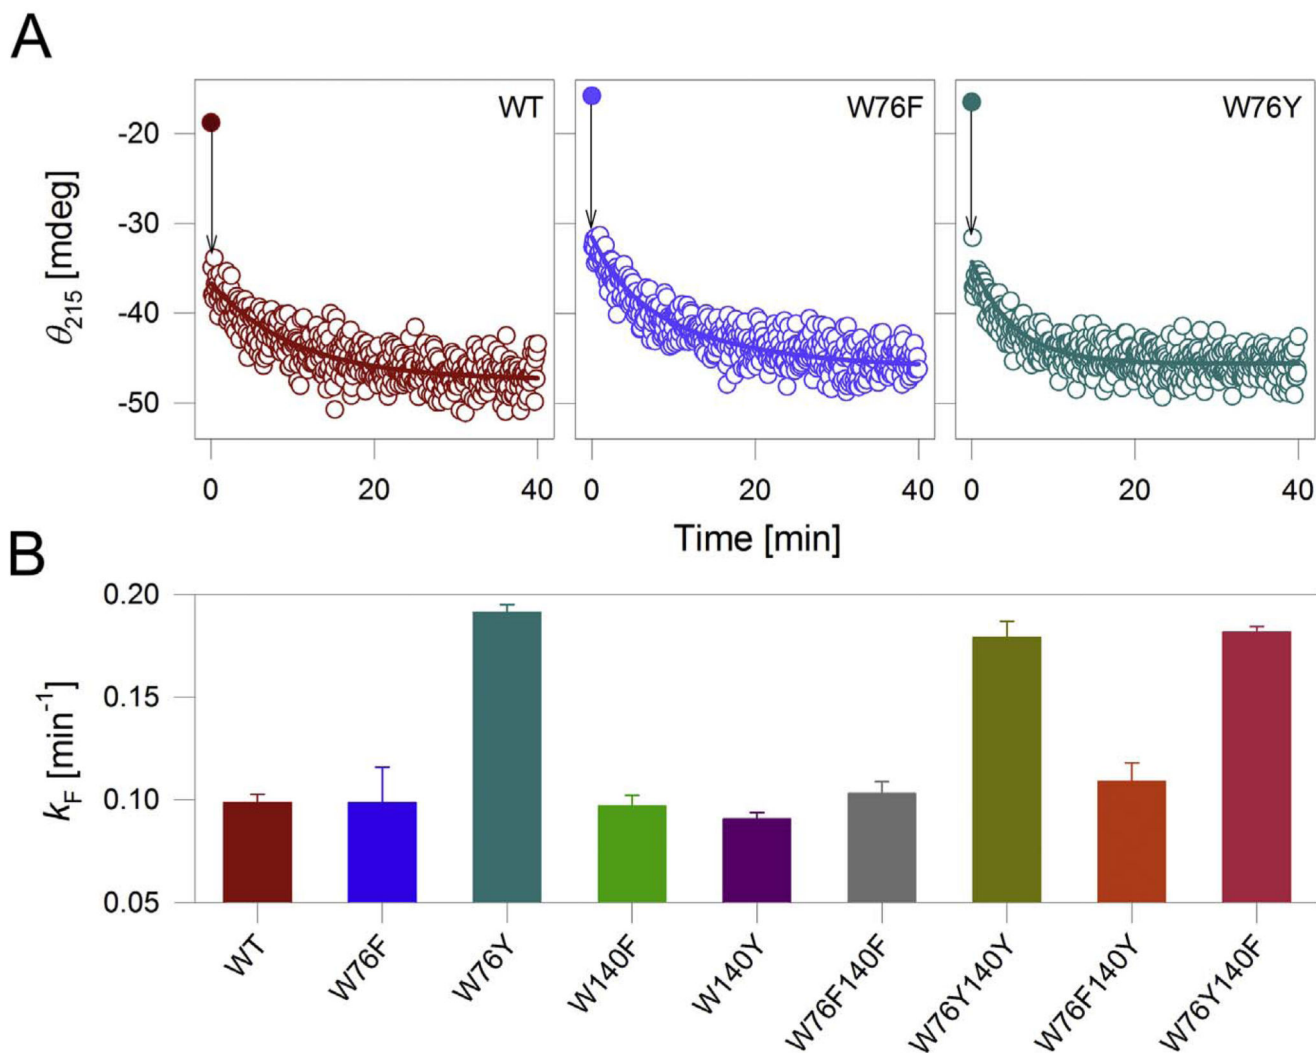 A
WT
W76F
W76Y
-20
-30
-40
-50
θ215 [mdeg]
0 20 40 0 20 40 0 20 40
Time [min]
B
0.20
0.15
0.10
0.05
kF [min-1]
WT
W76F
W76Y
W140F
W140Y
W76F140F
W76Y140Y
W76F140Y
W76Y140F